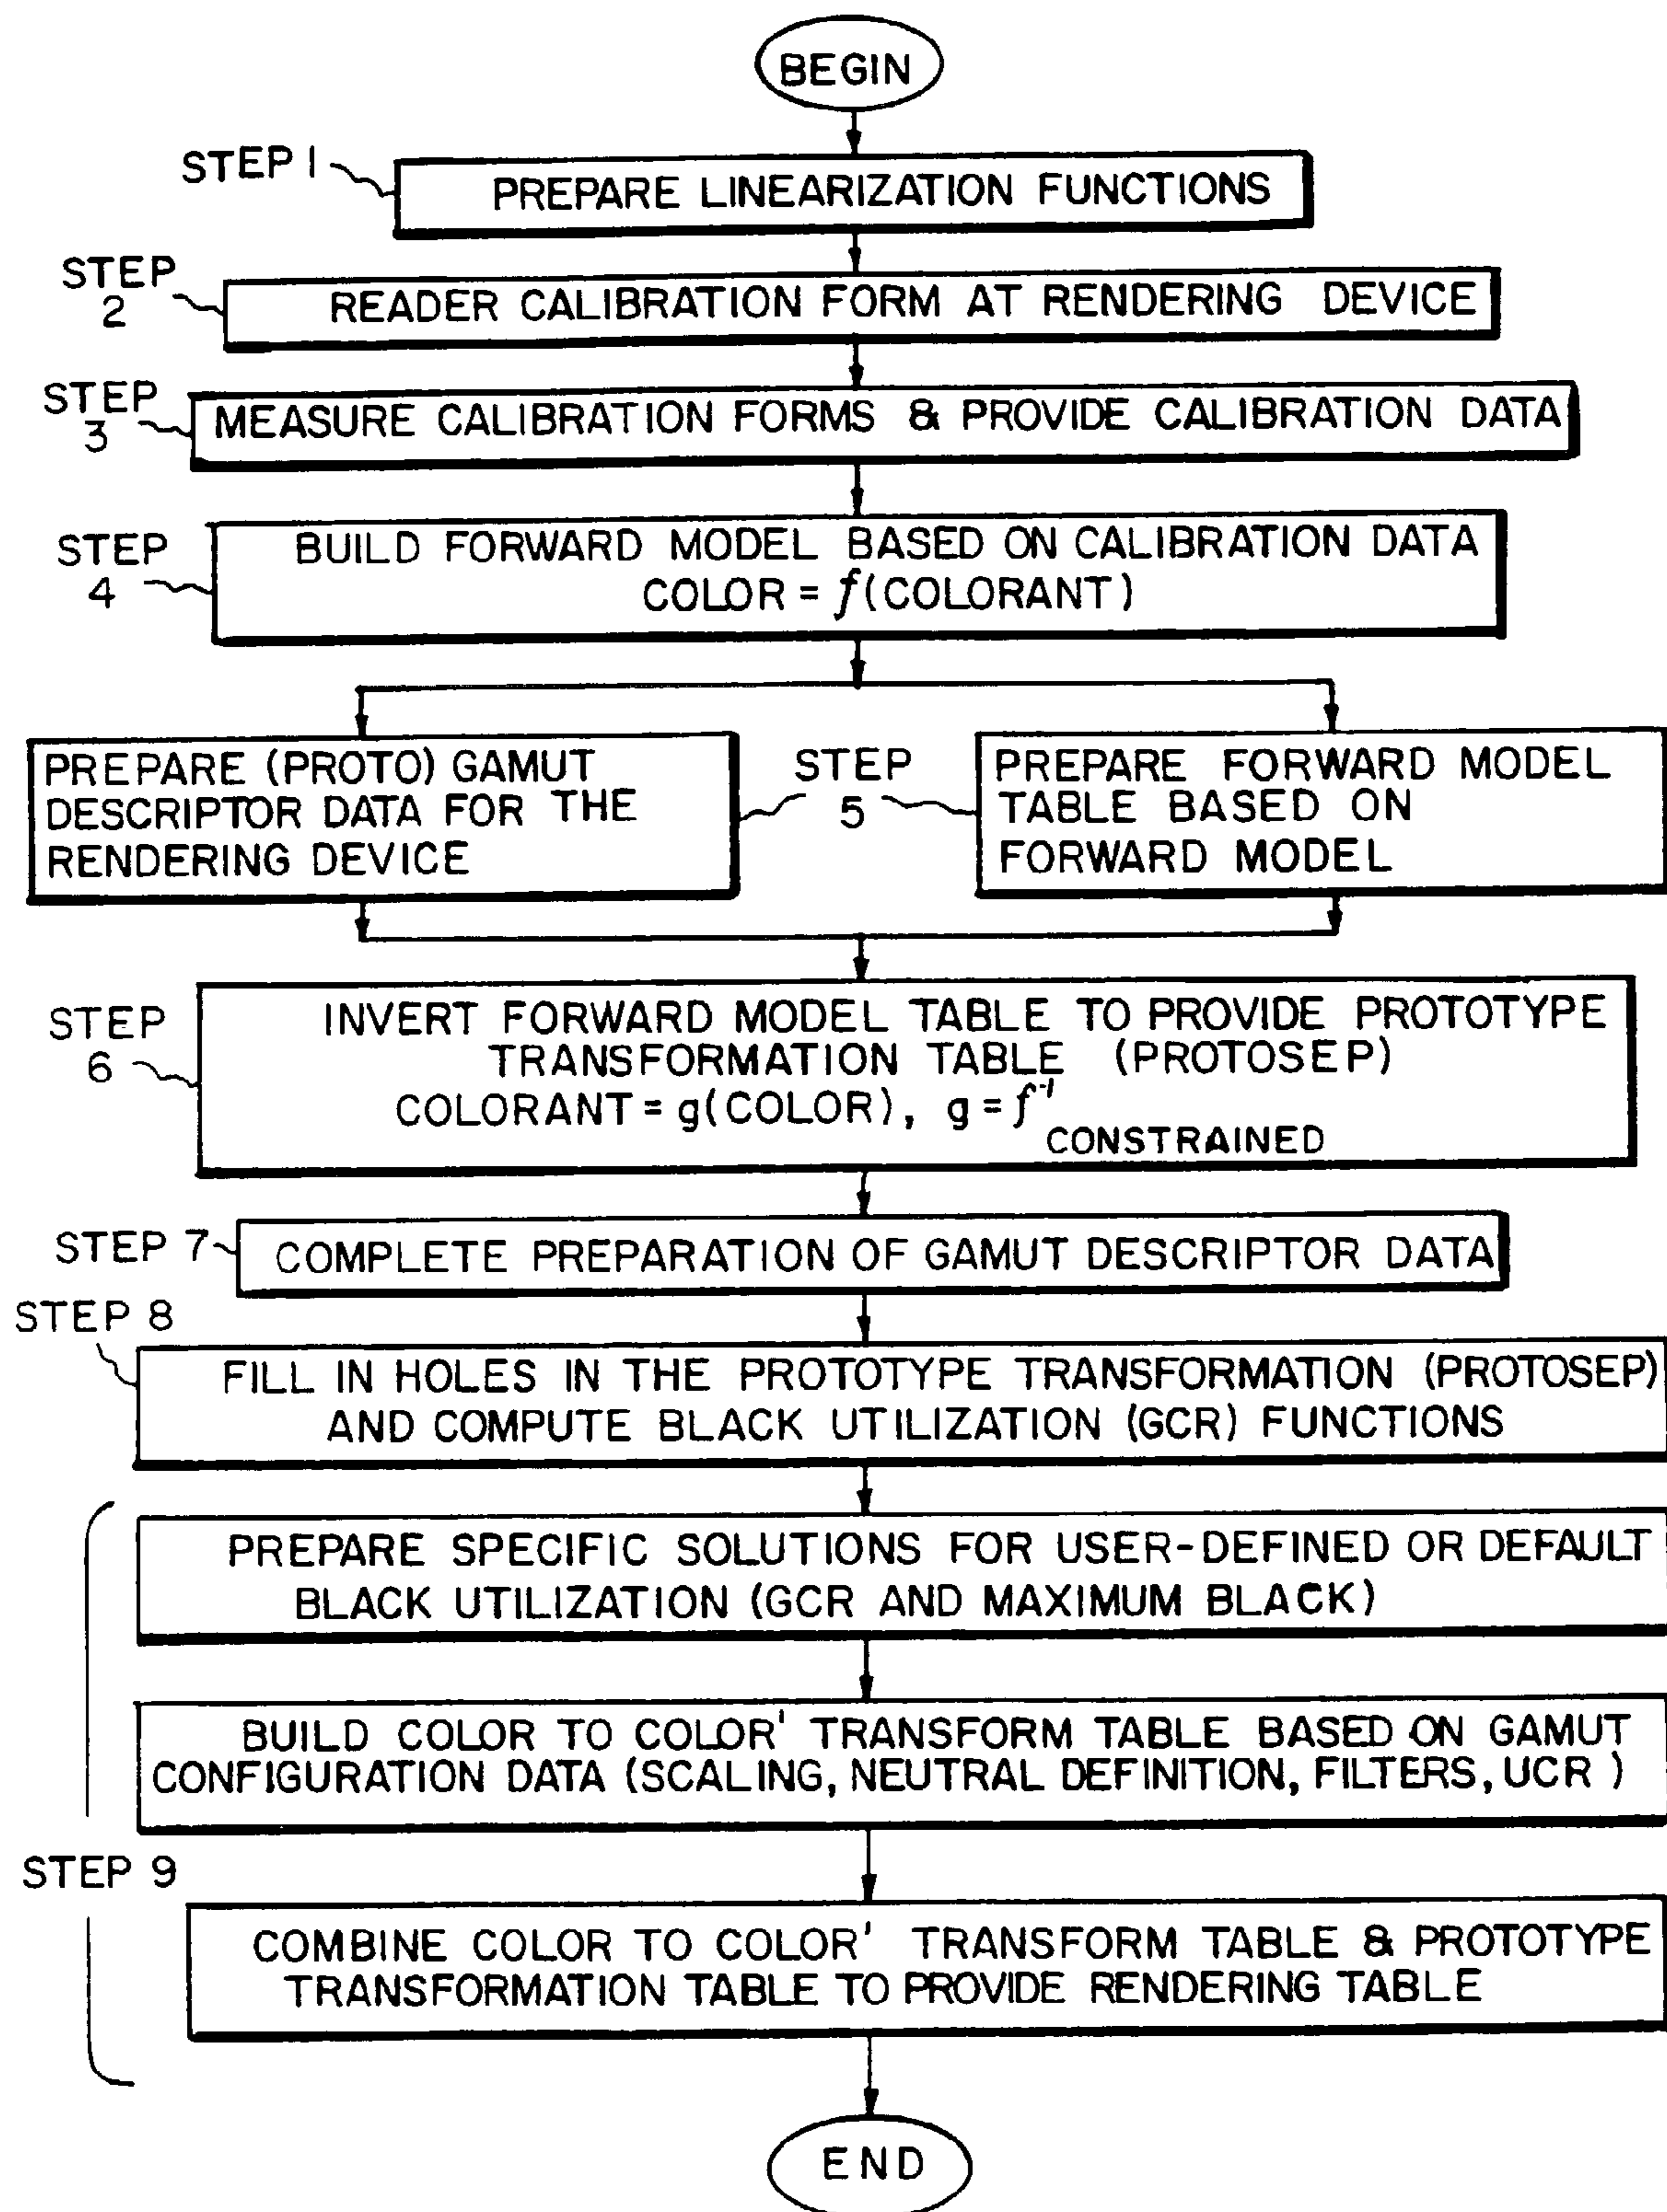 BEGIN
STEP 1
PREPARE LINEARIZATION FUNCTIONS
STEP
2
READER CALIBRATION FORM AT RENDERING DEVICE
STEP
3
MEASURE CALIBRATION FORMS & PROVIDE CALIBRATION DATA
STEP
4
BUILD FORWARD MODEL BASED ON CALIBRATION DATA
COLOR = f(COLORANT)
PREPARE (PROTO) GAMUT
DESCRIPTOR DATA FOR THE
RENDERING DEVICE
STEP
5
PREPARE FORWARD MODEL
TABLE BASED ON
FORWARD MODEL
STEP
6
INVERT FORWARD MODEL TABLE TO PROVIDE PROTOTYPE
TRANSFORMATION TABLE (PROTOSEP)
COLORANT = g(COLOR), g = f⁻¹
CONSTRAINED
STEP 7
COMPLETE PREPARATION OF GAMUT DESCRIPTOR DATA
STEP 8
FILL IN HOLES IN THE PROTOTYPE TRANSFORMATION (PROTOSEP)
AND COMPUTE BLACK UTILIZATION (GCR) FUNCTIONS
PREPARE SPECIFIC SOLUTIONS FOR USER-DEFINED OR DEFAULT
BLACK UTILIZATION (GCR AND MAXIMUM BLACK)
BUILD COLOR TO COLOR' TRANSFORM TABLE BASED ON GAMUT
CONFIGURATION DATA (SCALING, NEUTRAL DEFINITION, FILTERS, UCR )
STEP 9
COMBINE COLOR TO COLOR' TRANSFORM TABLE & PROTOTYPE
TRANSFORMATION TABLE TO PROVIDE RENDERING TABLE
END